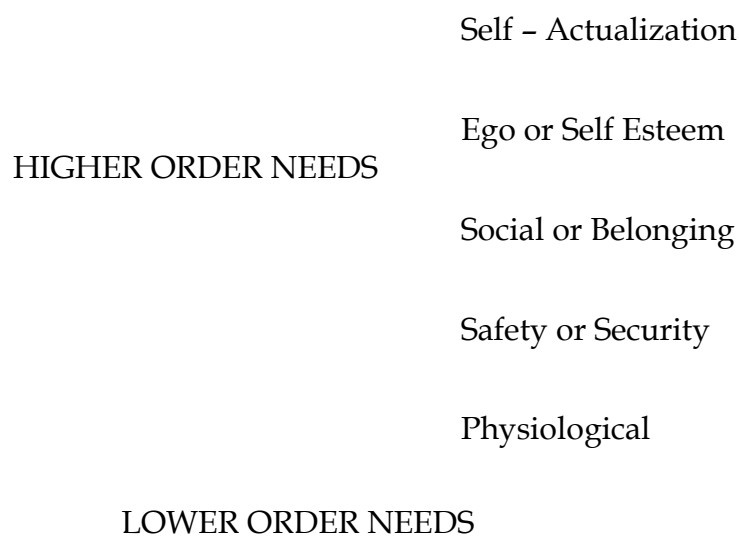 Self – Actualization
Ego or Self Esteem
HIGHER ORDER NEEDS
Social or Belonging
Safety or Security
Physiological
LOWER ORDER NEEDS